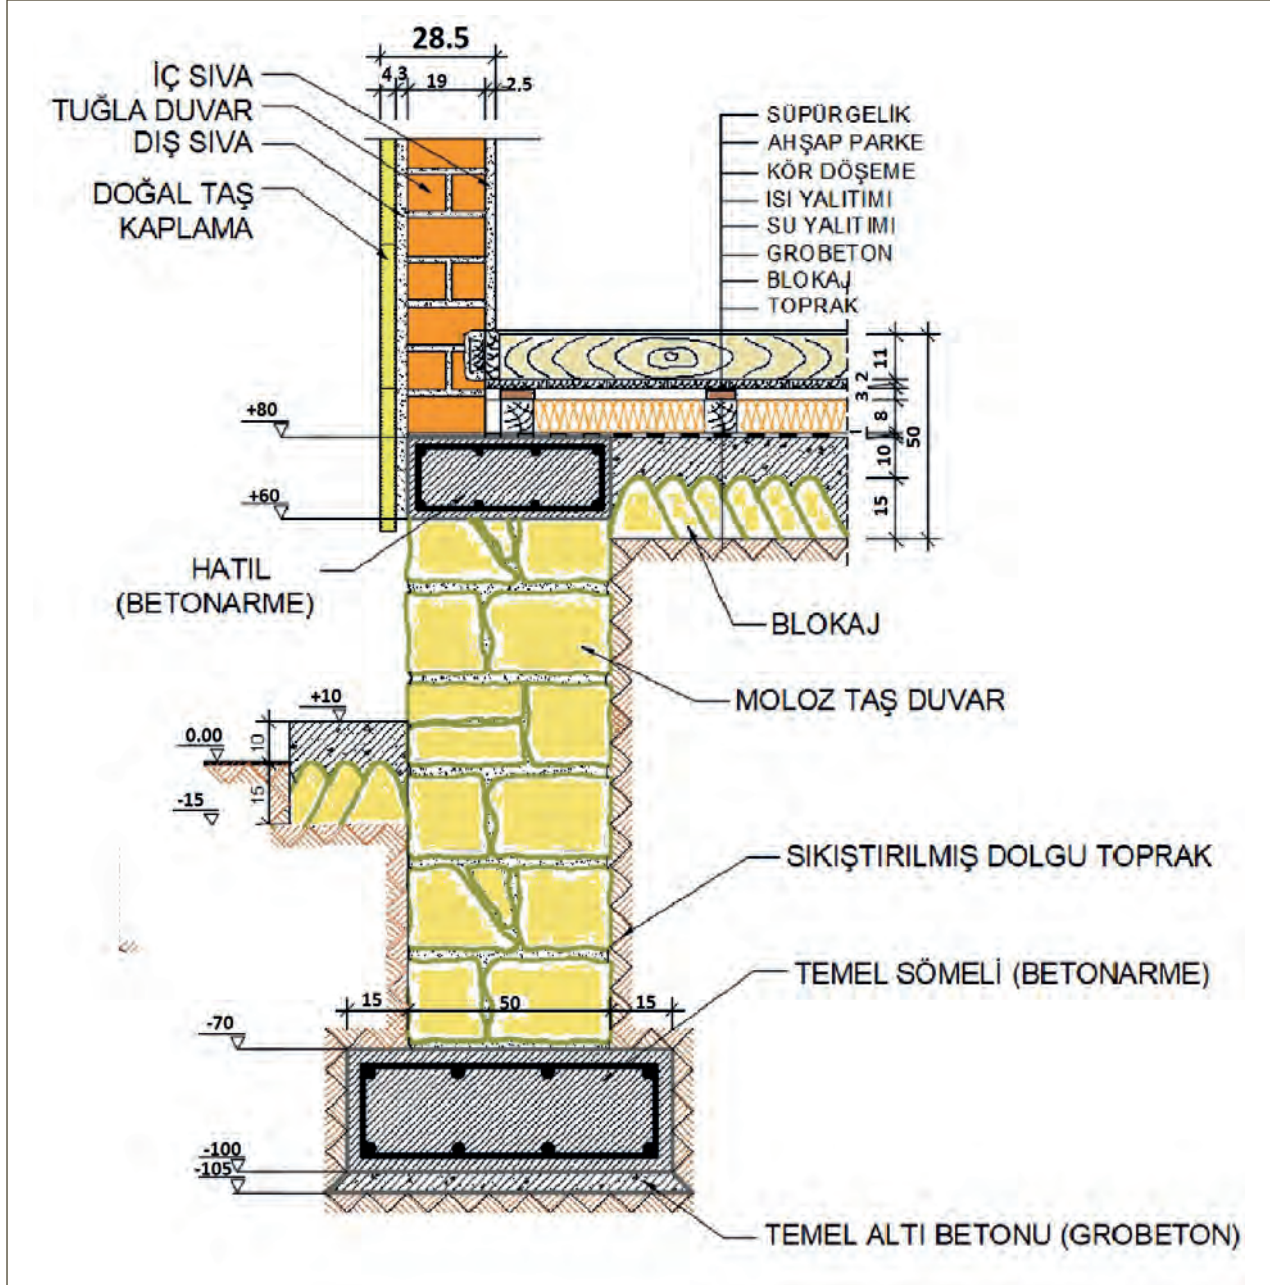 28.5
4 3 19 2.5
İÇ SIVA
TUĞLA DUVAR
DIŞ SIVA
DOĞAL TAŞ
KAPLAMA
SÜPÜRGELİK
AHŞAP PARKE
KÖR DÖŞEME
ISI YALITIMI
SU YALITIMI
GROBETON
BLOKAJ
TOPRAK
11
2
3
8
1
10
15
50
+80
+60
HATIL
(BETONARME)
BLOKAJ
MOLOZ TAŞ DUVAR
+10
0.00
10
15
-15
SIKIŞTIRILMIŞ DOLGU TOPRAK
TEMEL SÖMELİ (BETONARME)
15 50 15
-70
-100
-105
TEMEL ALTI BETONU (GROBETON)